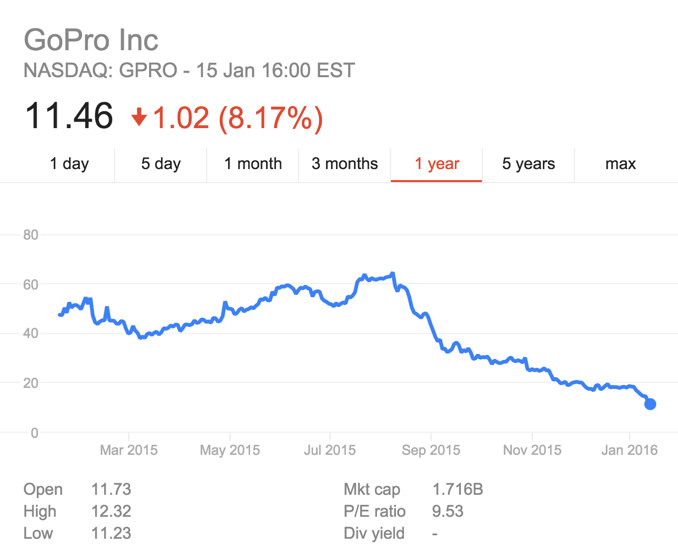 GoPro Inc
NASDAQ: GPRO - 15 Jan 16:00 EST
11.46 ↓1.02 (8.17%)
1 day 5 day 1 month 3 months 1 year 5 years max
80
60
40
20
0
Mar 2015 May 2015 Jul 2015 Sep 2015 Nov 2015 Jan 2016
Open 11.73 Mkt cap 1.716B
High 12.32 P/E ratio 9.53
Low 11.23 Div yield -